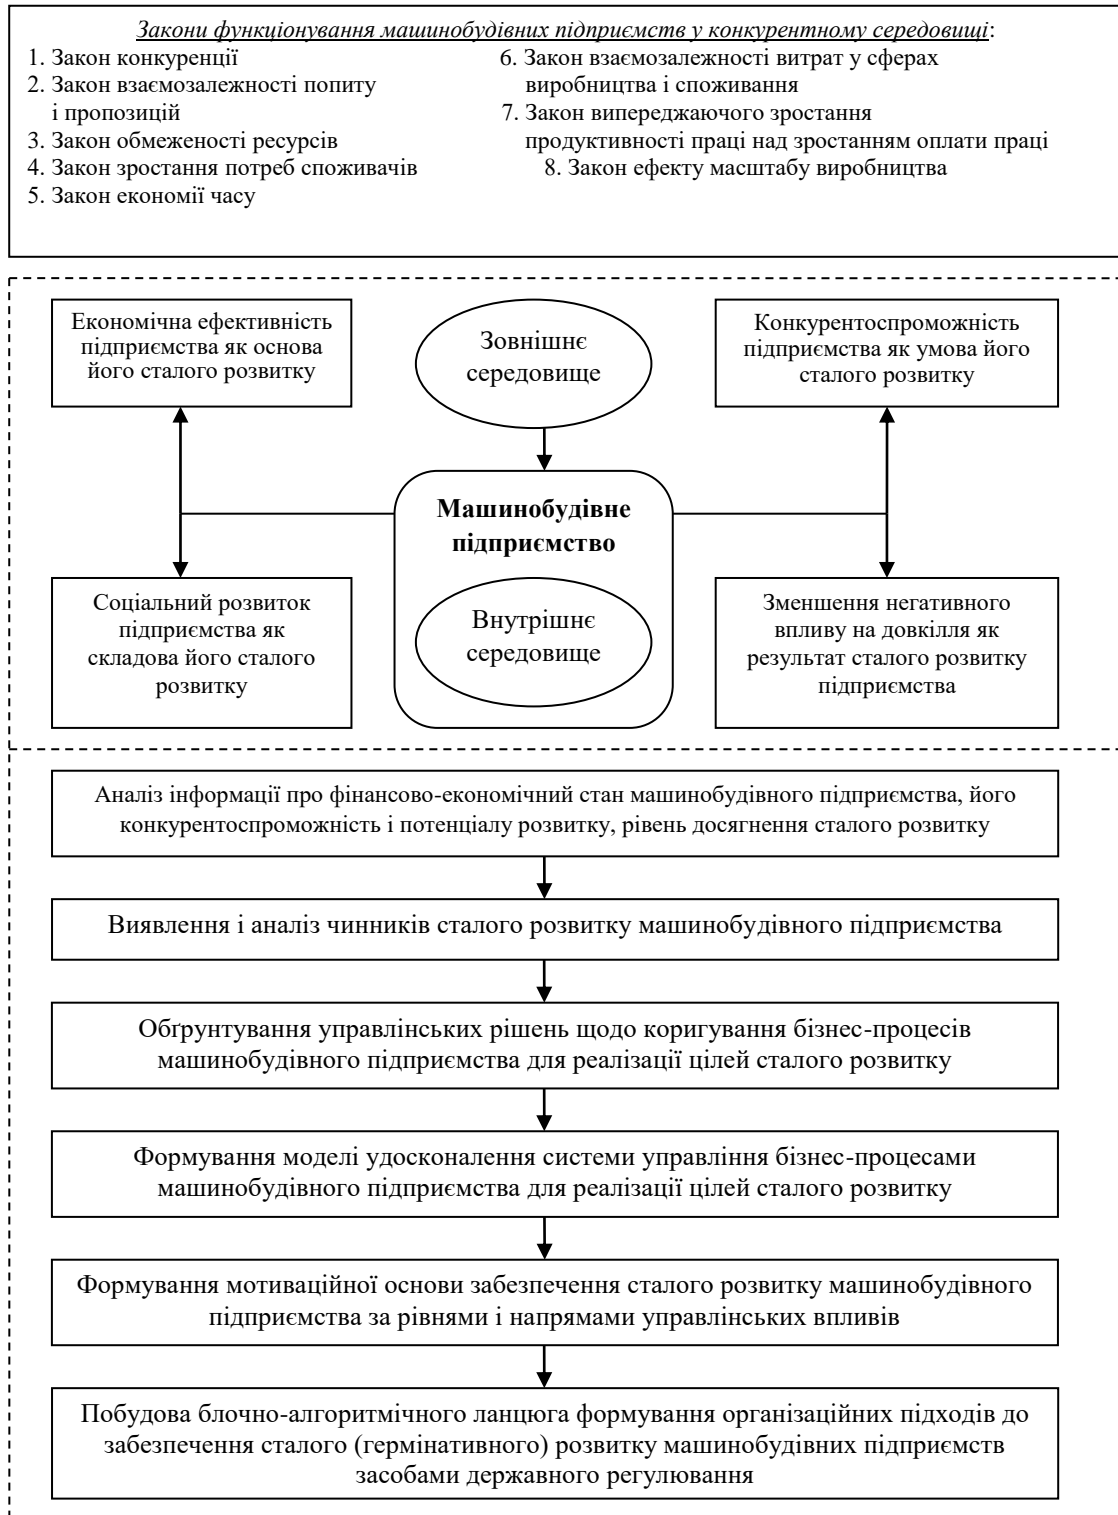 Закони функціонування машинобудівних підприємств у конкурентному середовищі:
1. Закон конкуренції
2. Закон взаємозалежності попиту
і пропозицій
3. Закон обмеженості ресурсів
4. Закон зростання потреб споживачів
5. Закон економії часу
6. Закон взаємозалежності витрат у сферах
виробництва і споживання
7. Закон випереджаючого зростання
продуктивності праці над зростанням оплати праці
8. Закон ефекту масштабу виробництва
Економічна ефективність
підприємства як основа
його сталого розвитку
Зовнішнє
середовище
Конкурентоспроможність
підприємства як умова його
сталого розвитку
Машинобудівне
підприємство
Внутрішнє
середовище
Соціальний розвиток
підприємства як
складова його сталого
розвитку
Зменшення негативного
впливу на довкілля як
результат сталого розвитку
підприємства
Аналіз інформації про фінансово-економічний стан машинобудівного підприємства, його
конкурентоспроможність і потенціалу розвитку, рівень досягнення сталого розвитку
Виявлення і аналіз чинників сталого розвитку машинобудівного підприємства
Обґрунтування управлінських рішень щодо коригування бізнес-процесів
машинобудівного підприємства для реалізації цілей сталого розвитку
Формування моделі удосконалення системи управління бізнес-процесами
машинобудівного підприємства для реалізації цілей сталого розвитку
Формування мотиваційної основи забезпечення сталого розвитку машинобудівного
підприємства за рівнями і напрямами управлінських впливів
Побудова блочно-алгоритмічного ланцюга формування організаційних підходів до
забезпечення сталого (гермінативного) розвитку машинобудівних підприємств
засобами державного регулювання